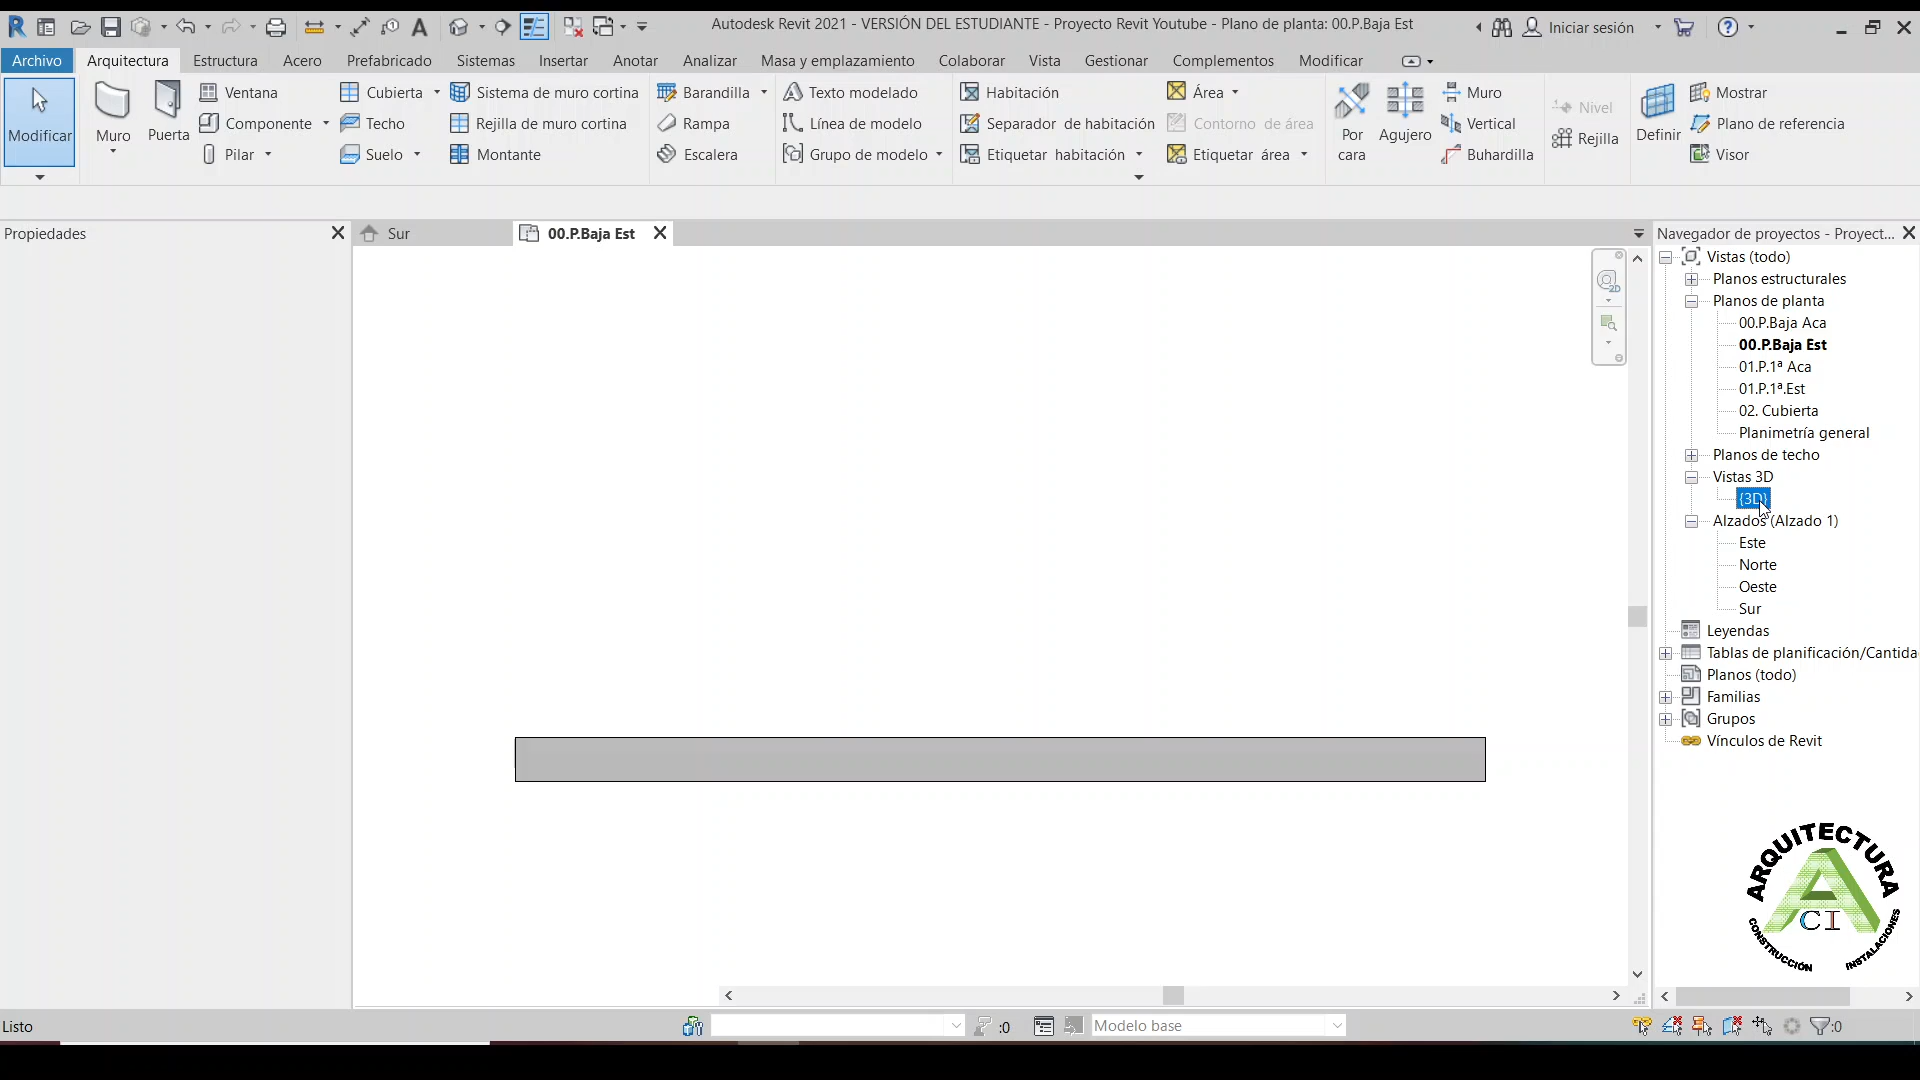 Autodesk Revit 2021 - VERSIÓN DEL ESTUDIANTE - Proyecto Revit Youtube - Plano de planta: 00.P.Baja Est
Iniciar sesión
Archivo Arquitectura Estructura Acero Prefabricado Sistemas Insertar Anotar Analizar Masa y emplazamiento Colaborar Vista Gestionar Complementos Modificar
Modificar
Muro
Puerta
Ventana
Componente
Pilar
Cubierta
Techo
Suelo
Sistema de muro cortina
Rejilla de muro cortina
Montante
Barandilla
Rampa
Escalera
Texto modelado
Línea de modelo
Grupo de modelo
Habitación
Separador de habitación
Etiquetar habitación
Área
Contorno de área
Etiquetar área
Por
cara
Agujero
Muro
Vertical
Buhardilla
Nivel
Rejilla
Definir
Mostrar
Plano de referencia
Visor
Propiedades
Sur
00.P.Baja Est
2D
Navegador de proyectos - Proyect...
Vistas (todo)
Planos estructurales
Planos de planta
00.P.Baja Aca
00.P.Baja Est
01.P.1ª Aca
01.P.1ª.Est
02. Cubierta
Planimetría general
Planos de techo
Vistas 3D
{3D}
Alzados (Alzado 1)
Este
Norte
Oeste
Sur
Leyendas
Tablas de planificación/Cantida
Planos (todo)
Familias
Grupos
Vínculos de Revit
ARQUITECTURA
CI
CONSTRUCCIÓN
INSTALACIONES
Listo
:0
Modelo base
:0